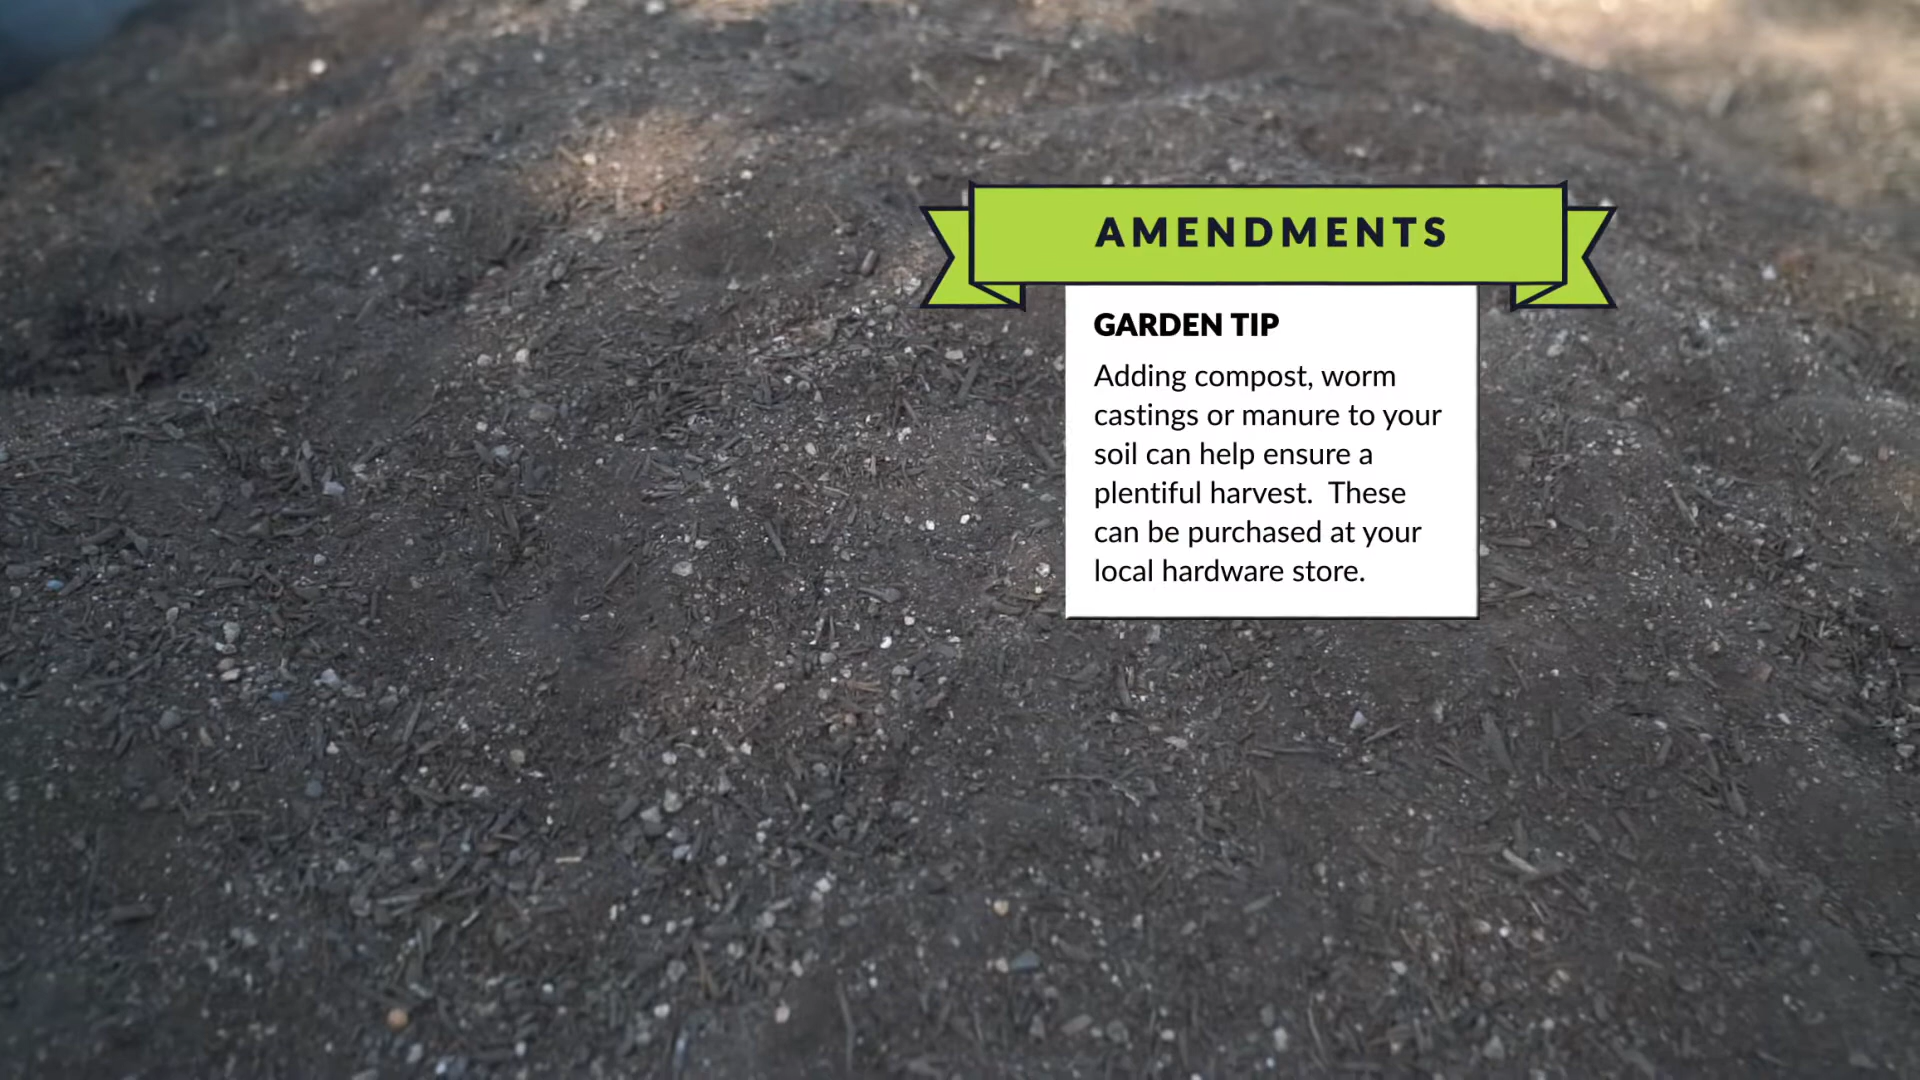 AMENDMENTS
GARDEN TIP
Adding compost, worm
castings or manure to your
soil can help ensure a
plentiful harvest.  These
can be purchased at your
local hardware store.